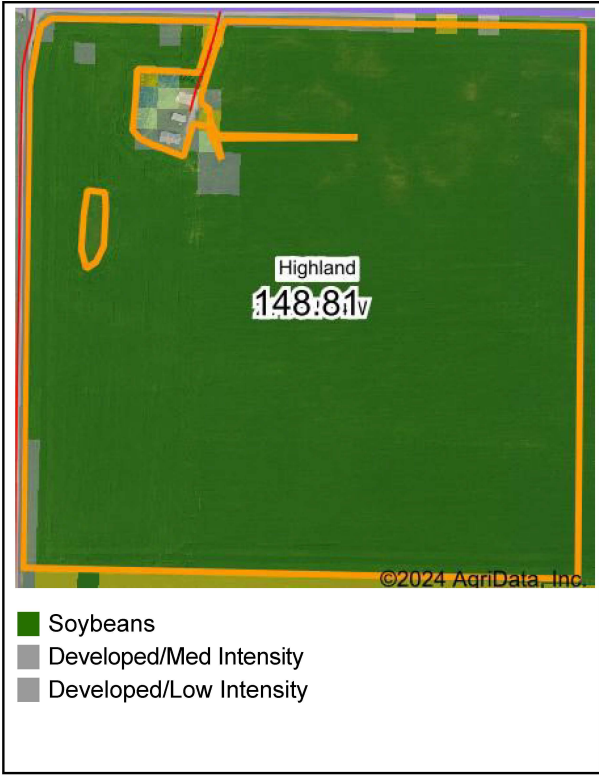 Highland
148.81
©2024 AgriData, Inc.
Soybeans
Developed/Med Intensity
Developed/Low Intensity